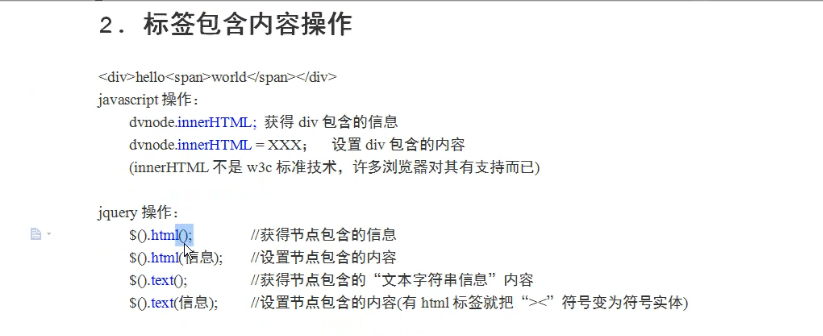 2．标签包含内容操作
<div>hello<span>world</span></div>
javascript 操作：
dvnode.innerHTML; 获得 div 包含的信息
dvnode.innerHTML = XXX； 设置 div 包含的内容
(innerHTML 不是 w3c 标准技术，许多浏览器对其有支持而已)
jquery 操作：
$().html(); //获得节点包含的信息
$().html(信息); //设置节点包含的内容
$().text(); //获得节点包含的“文本字符串信息”内容
$().text(信息); //设置节点包含的内容(有 html 标签就把“><”符号变为符号实体)